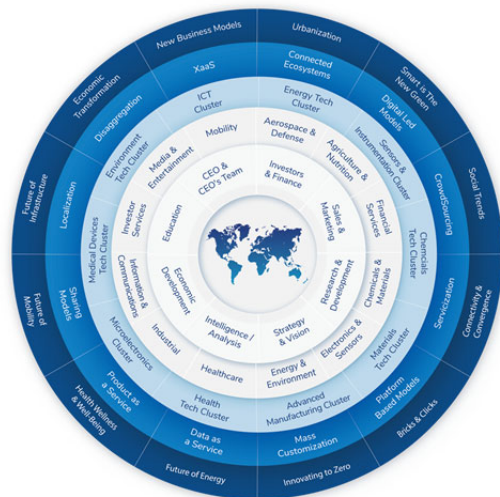 New Business Models
Urbanization
Smart is The
New Green
Social Trends
Connectivity &
Convergence
Bricks & Clicks
Innovating to Zero
Future of Energy
Health Wellness
& Well-Being
Future of
Mobility
Future of
Infrastructure
Economic
Transformation
XaaS
Connected
Ecosystems
Digital Led
Models
CrowdSourcing
Servicization
Platform
Based Models
Mass
Customization
Data as
a Service
Product as
a Service
Sharing
Models
Localization
Disaggregation
ICT
Cluster
Energy Tech
Cluster
Sensors &
Instrumentation Cluster
Chemcials
Tech Cluster
Materials
Tech Cluster
Advanced
Manufacturing Cluster
Health
Tech Cluster
Microelectronics
Cluster
Medical Devices
Tech Cluster
Environment
Tech Cluster
Mobility
Aerospace &
Defense
Agriculture &
Nutrition
Financial
Services
Chemicals &
Materials
Electronics &
Sensors
Energy &
Environment
Healthcare
Industrial
Information &
Communications
Investor
Services
Media &
Entertainment
CEO &
CEO's Team
Investors
& Finance
Sales &
Marketing
Research &
Development
Strategy
& Vision
Intelligence /
Analysis
Economic
Development
Education